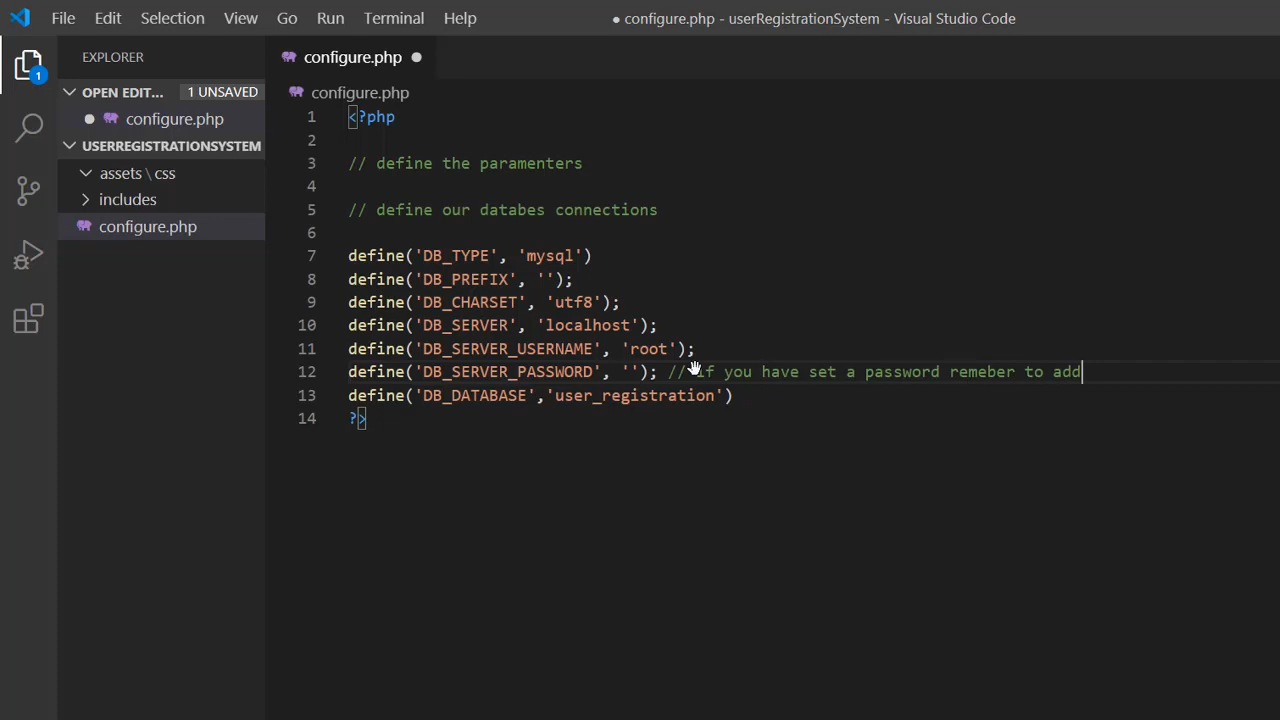 File Edit Selection View Go Run Terminal Help ● configure.php - userRegistrationSystem - Visual Studio Code
EXPLORER
configure.php
OPEN EDIT... 1 UNSAVED
configure.php
USERREGISTRATIONSYSTEM
assets \ css
includes
configure.php
1
configure.php
1 <?php
2
3 // define the paramenters
4
5 // define our databes connections
6
7 define('DB_TYPE', 'mysql')
8 define('DB_PREFIX', '');
9 define('DB_CHARSET', 'utf8');
10 define('DB_SERVER', 'localhost');
11 define('DB_SERVER_USERNAME', 'root');
12 define('DB_SERVER_PASSWORD', ''); // if you have set a password remeber to add
13 define('DB_DATABASE','user_registration')
14 ?>